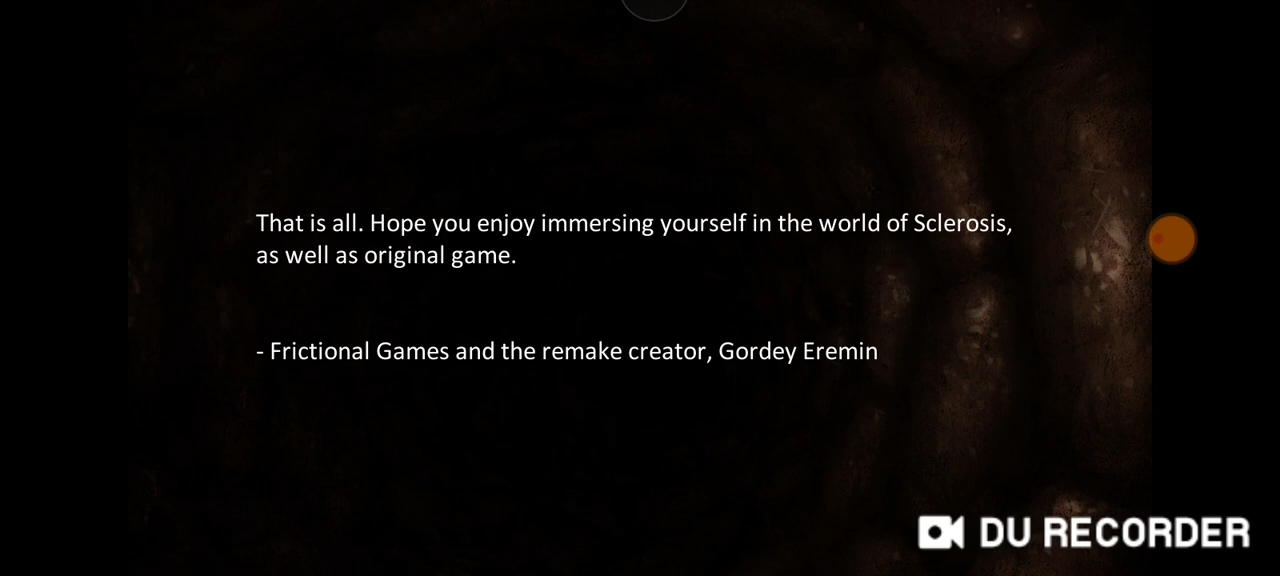 That is all. Hope you enjoy immersing yourself in the world of Sclerosis,
as well as original game.
- Frictional Games and the remake creator, Gordey Eremin
DU RECORDER